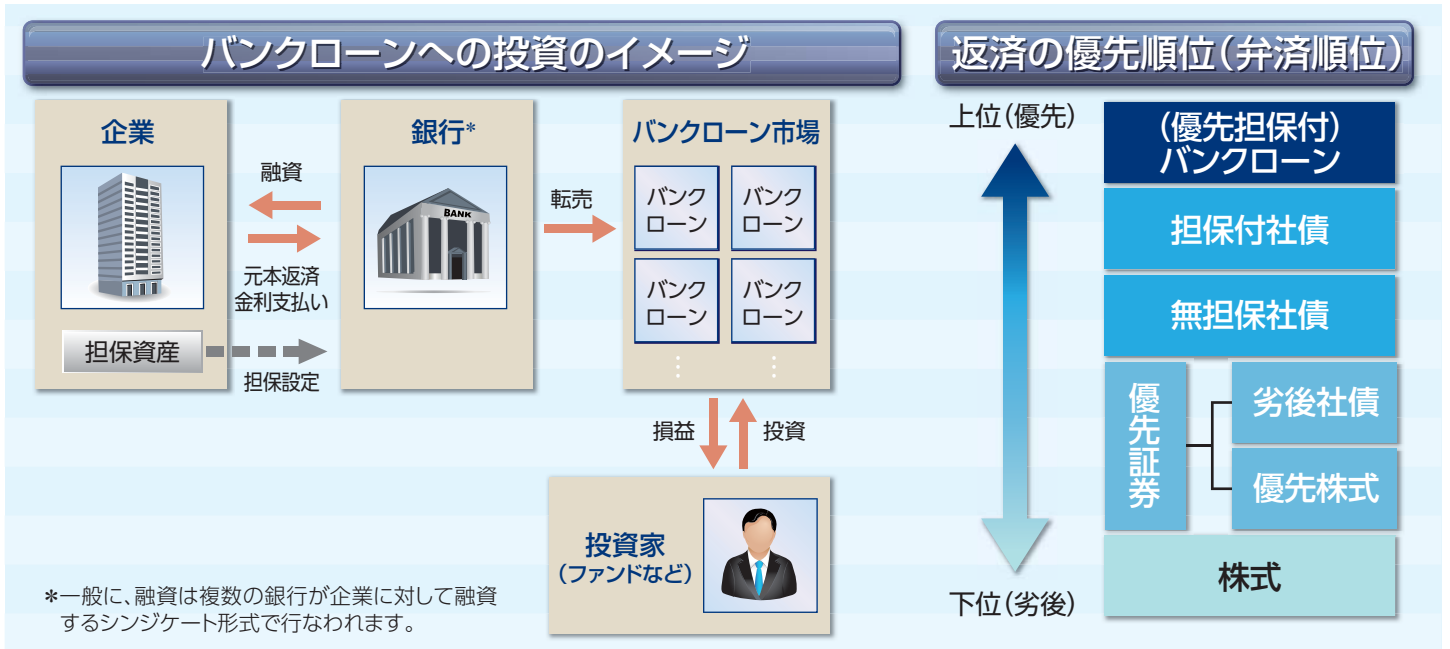 バンクローンへの投資のイメージ
企業
融資
元本返済
金利支払い
担保資産
担保設定
銀行*
BANK
転売
バンクローン市場
バンク
ローン
バンク
ローン
バンク
ローン
バンク
ローン
損益
投資
投資家
(ファンドなど)
*一般に、融資は複数の銀行が企業に対して融資
するシンジケート形式で行なわれます。
返済の優先順位(弁済順位)
上位(優先)
下位(劣後)
(優先担保付)
バンクローン
担保付社債
無担保社債
優先証券
劣後社債
優先株式
株式